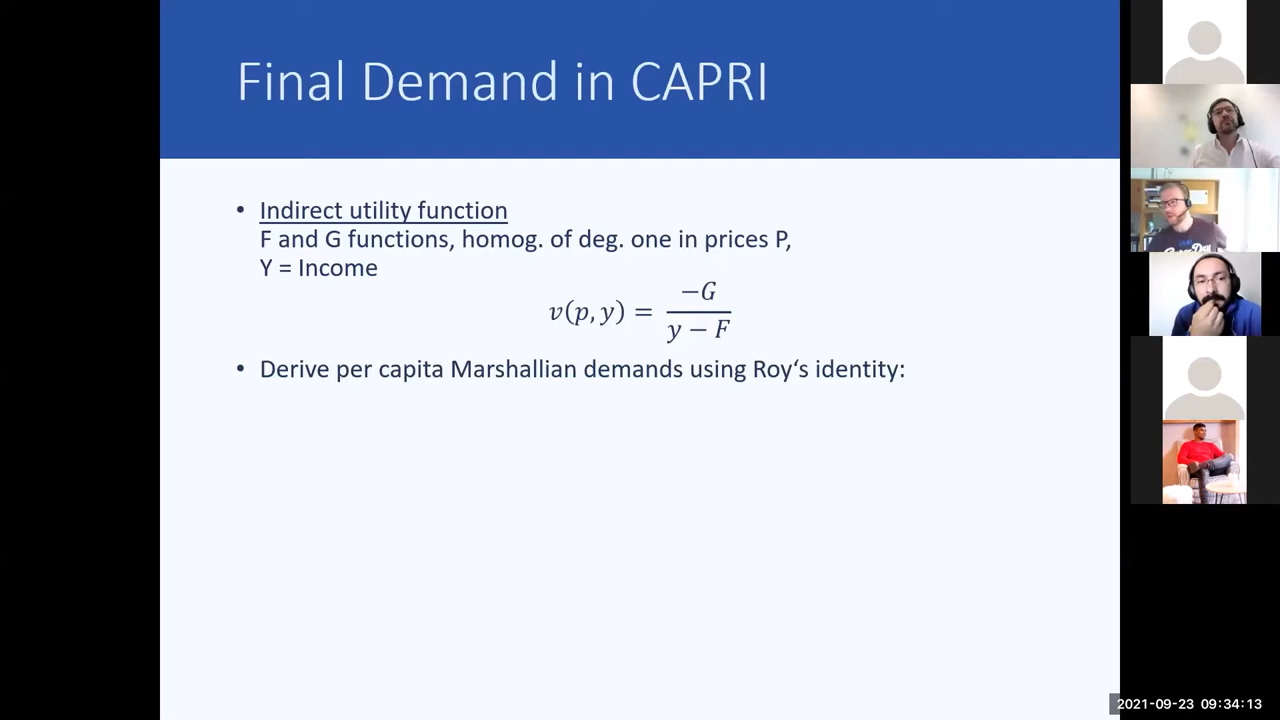 Final Demand in CAPRI
• Indirect utility function
F and G functions, homog. of deg. one in prices P,
Y = Income
v(p, y) = −G / y − F
• Derive per capita Marshallian demands using Roy‘s identity:
2021-09-23 09:34:13